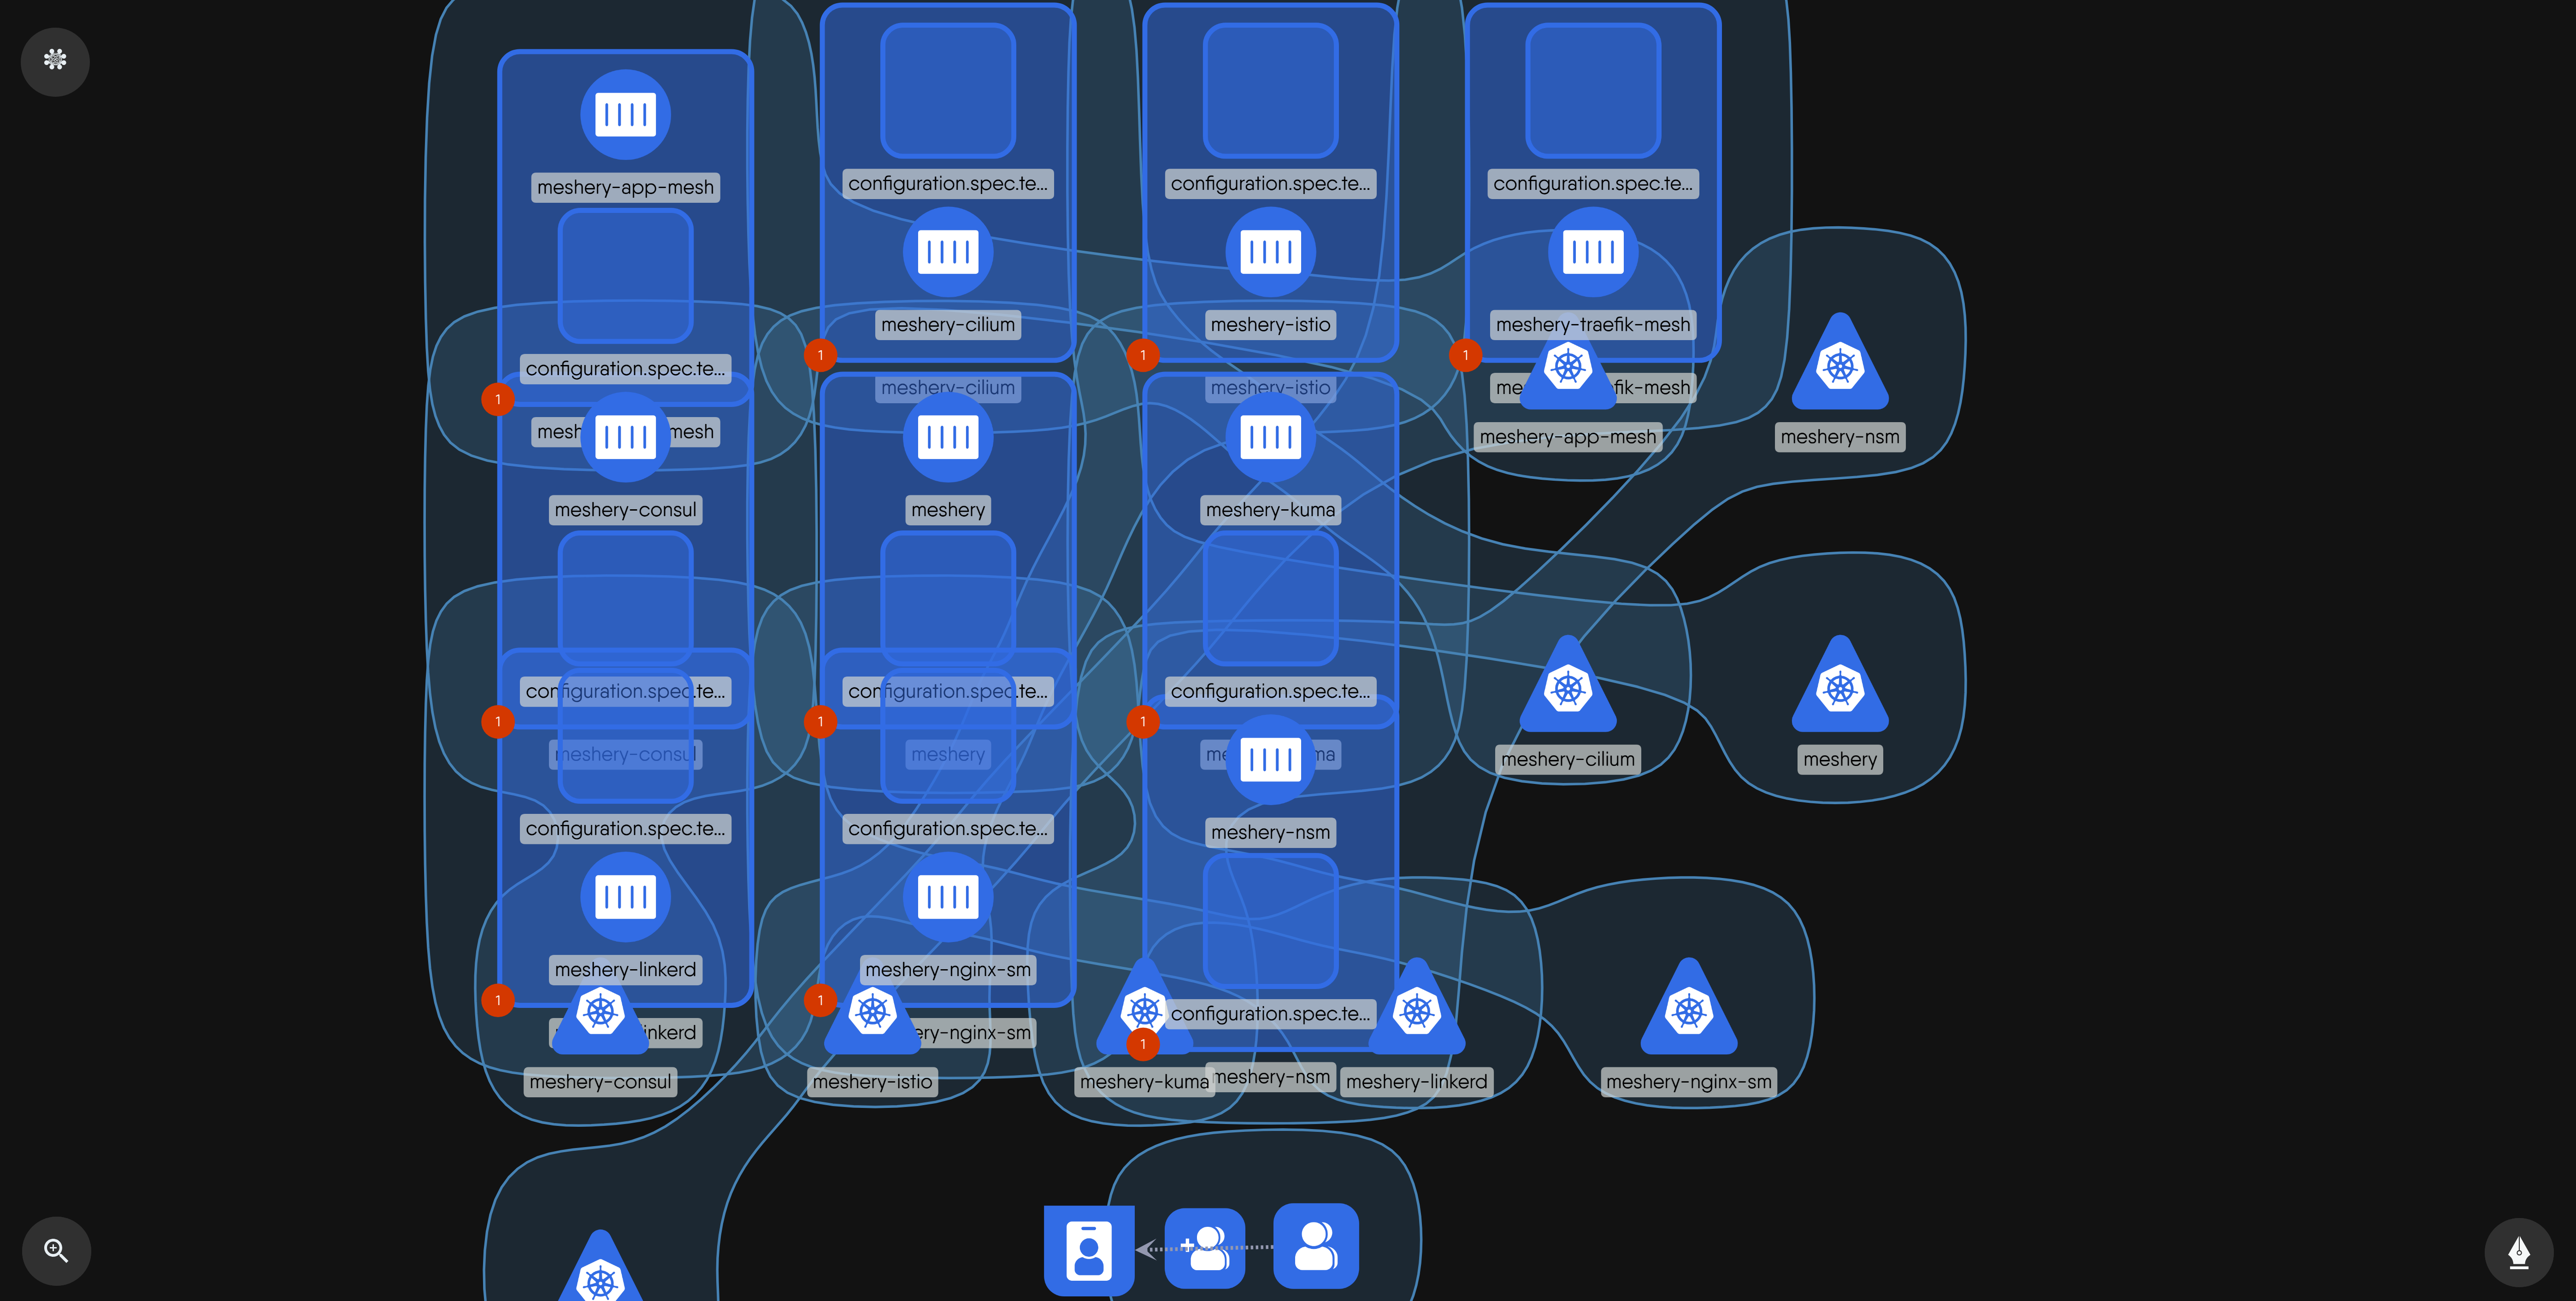 meshery-app-mesh
configuration.spec.te...
configuration.spec.te...
configuration.spec.te...
meshery-cilium
meshery-istio
meshery-traefik-mesh
configuration.spec.te...
1
1
1
1
meshery-cilium
meshery-istio
me fik-mesh
mesh mesh
meshery-app-mesh
meshery-nsm
meshery-consul
meshery
meshery-kuma
configuration.spec.te...
configuration.spec.te...
configuration.spec.te...
1
1
1
meshery-consul
meshery
me ma
meshery-cilium
meshery
configuration.spec.te...
configuration.spec.te...
meshery-nsm
meshery-linkerd
meshery-nginx-sm
1
1
configuration.spec.te...
inkerd
ery-nginx-sm
1
meshery-consul
meshery-istio
meshery-kuma
meshery-nsm
meshery-linkerd
meshery-nginx-sm